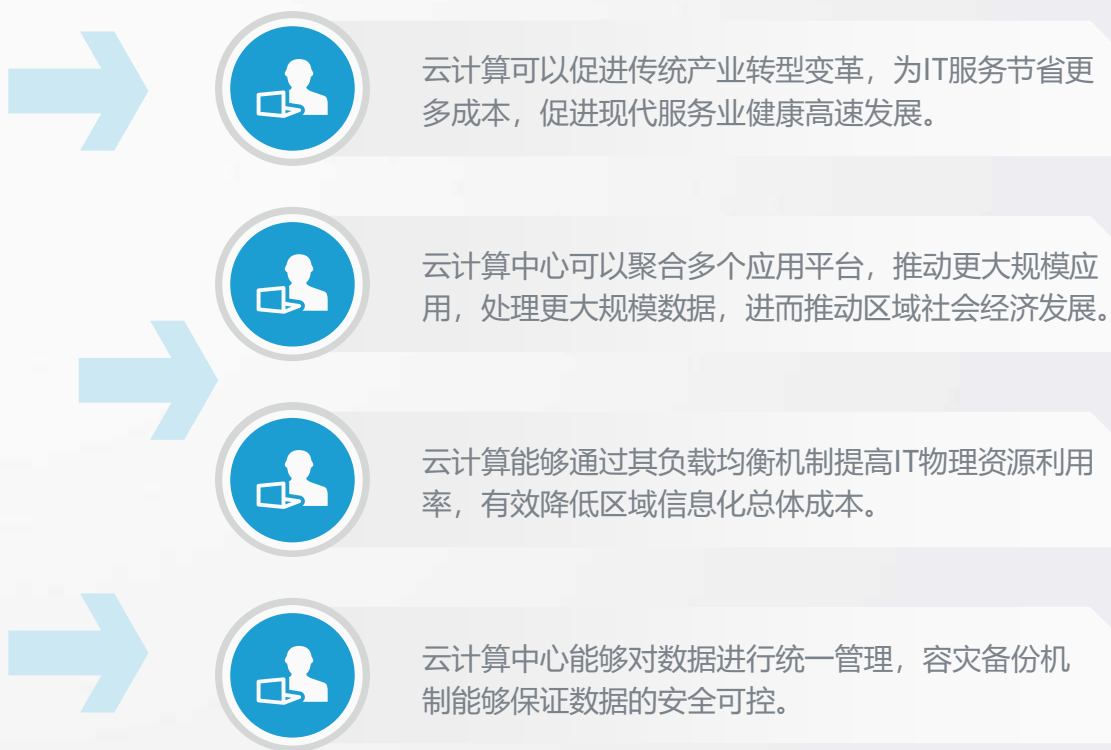 云计算可以促进传统产业转型变革，为IT服务节省更
多成本，促进现代服务业健康高速发展。
云计算中心可以聚合多个应用平台，推动更大规模应
用，处理更大规模数据，进而推动区域社会经济发展。
云计算能够通过其负载均衡机制提高IT物理资源利用
率，有效降低区域信息化总体成本。
云计算中心能够对数据进行统一管理，容灾备份机
制能够保证数据的安全可控。